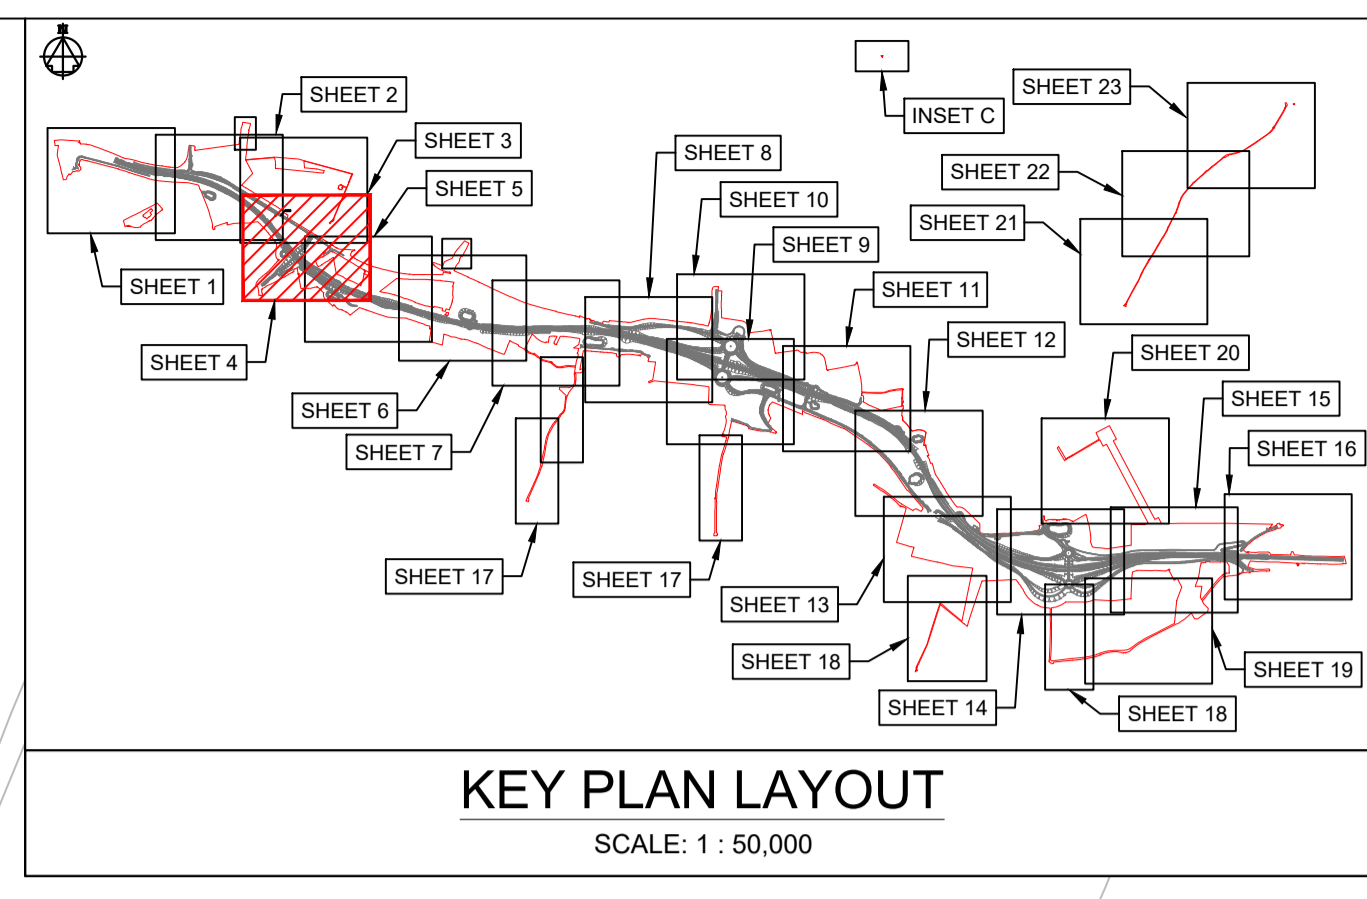 N
SHEET 2
SHEET 3
SHEET 5
SHEET 1
SHEET 4
SHEET 6
SHEET 7
SHEET 17
SHEET 8
SHEET 10
SHEET 9
SHEET 11
SHEET 12
INSET C
SHEET 23
SHEET 22
SHEET 21
SHEET 20
SHEET 15
SHEET 16
SHEET 17
SHEET 13
SHEET 18
SHEET 14
SHEET 18
SHEET 19
KEY PLAN LAYOUT
SCALE: 1 : 50,000